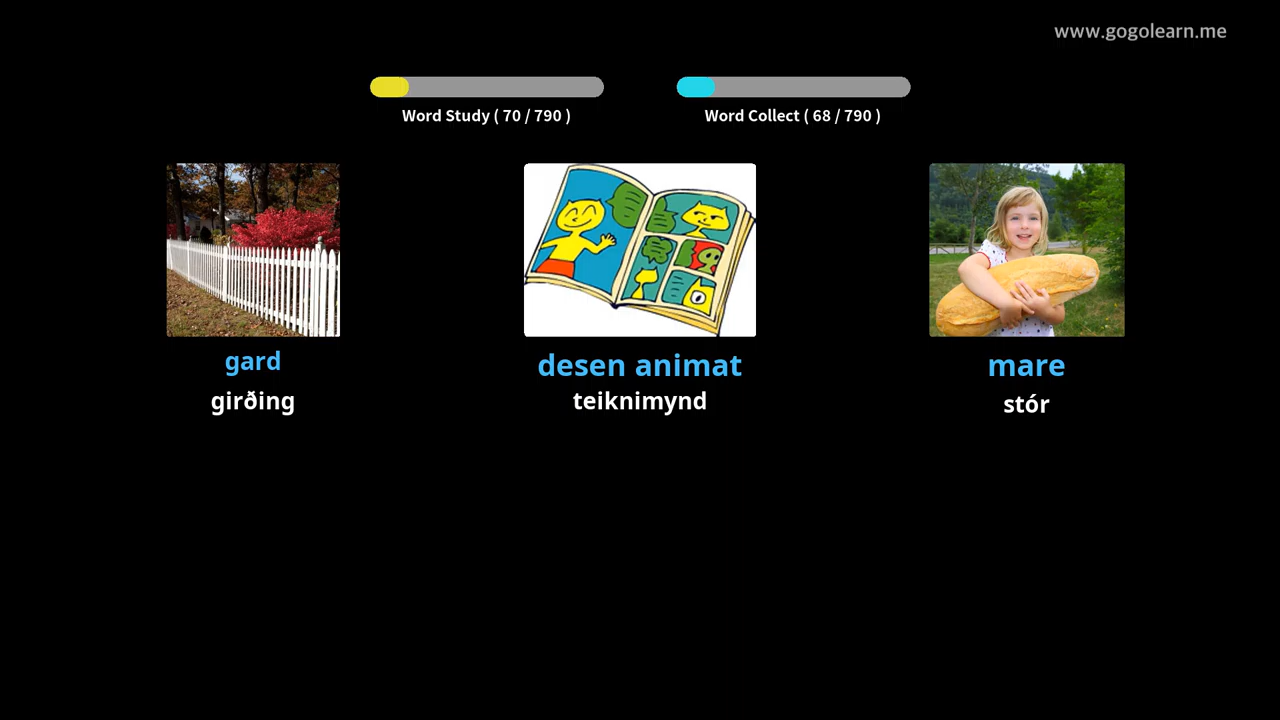 www.gogolearn.me
Word Study ( 70 / 790 )
Word Collect ( 68 / 790 )
gard
girðing
desen animat
teiknimynd
mare
stór